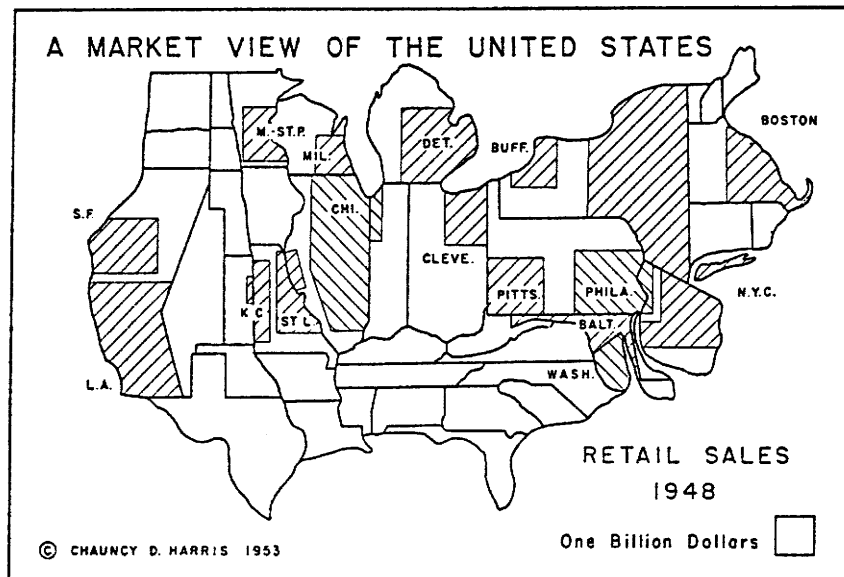 A MARKET VIEW OF THE UNITED STATES
M.-ST.P.
MIL.
DET.
BUFF.
BOSTON
S.F.
CHI.
CLEVE.
N.Y.C.
K C
ST L.
PITTS.
PHILA.
BALT.
L.A.
WASH.
RETAIL SALES
1948
One Billion Dollars
© CHAUNCY D. HARRIS 1953